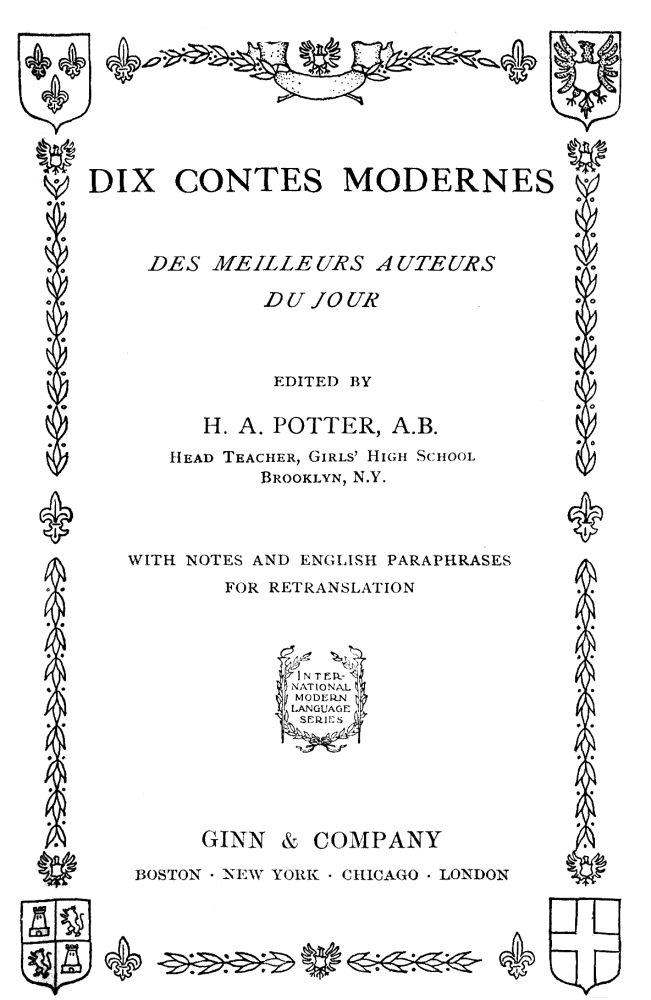 DIX CONTES MODERNES
DES MEILLEURS AUTEURS
DU JOUR
EDITED BY
H. A. POTTER, A.B.
HEAD TEACHER, GIRLS' HIGH SCHOOL
BROOKLYN, N.Y.
WITH NOTES AND ENGLISH PARAPHRASES
FOR RETRANSLATION
INTER-
NATIONAL
MODERN
LANGUAGE
SERIES
GINN & COMPANY
BOSTON · NEW YORK · CHICAGO · LONDON